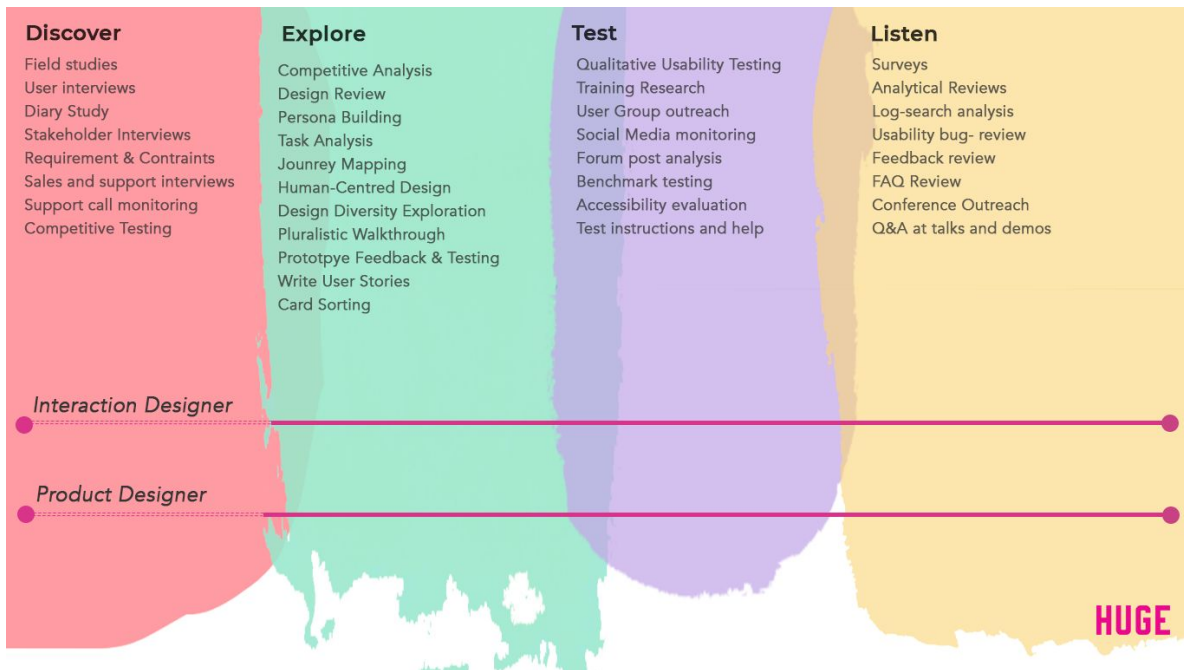 Discover
Field studies
User interviews
Diary Study
Stakeholder Interviews
Requirement & Contraints
Sales and support interviews
Support call monitoring
Competitive Testing
Explore
Competitive Analysis
Design Review
Persona Building
Task Analysis
Jounrey Mapping
Human-Centred Design
Design Diversity Exploration
Pluralistic Walkthrough
Prototpye Feedback & Testing
Write User Stories
Card Sorting
Test
Qualitative Usability Testing
Training Research
User Group outreach
Social Media monitoring
Forum post analysis
Benchmark testing
Accessibility evaluation
Test instructions and help
Listen
Surveys
Analytical Reviews
Log-search analysis
Usability bug- review
Feedback review
FAQ Review
Conference Outreach
Q&A at talks and demos
Interaction Designer
Product Designer
HUGE